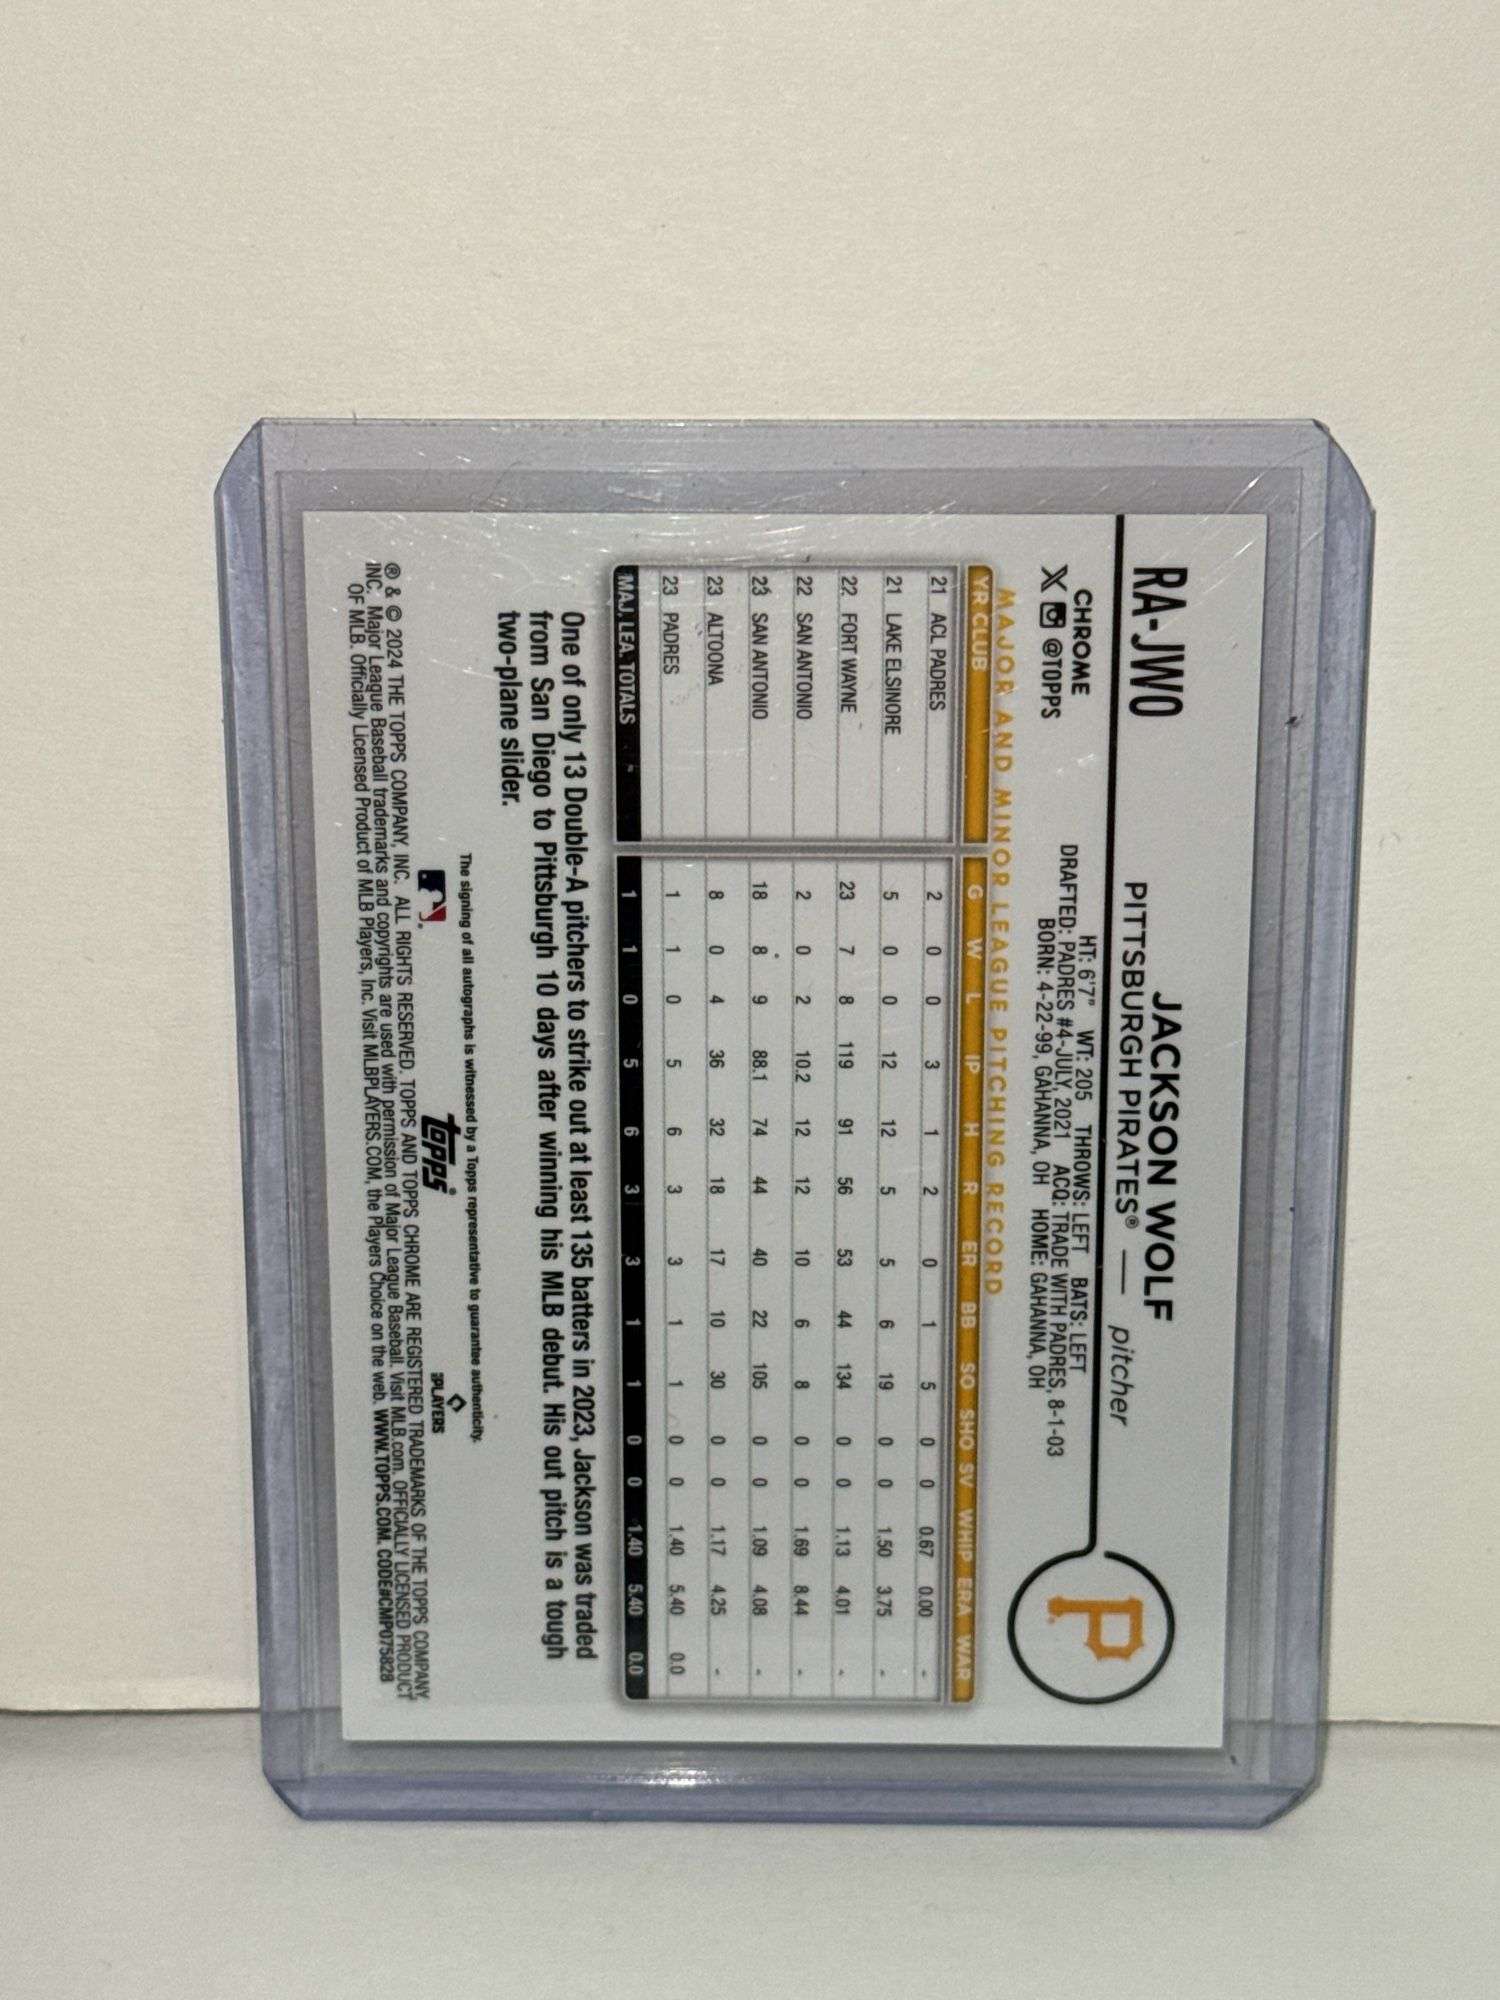 RA-JWO
JACKSON WOLF
PITTSBURGH PIRATES® — pitcher
CHROME
X @TOPPS
HT: 6'7" WT: 205 THROWS: LEFT BATS: LEFT
DRAFTED: PADRES #4-JULY, 2021 ACQ: TRADE WITH PADRES, 8-1-03
BORN: 4-22-99, GAHANNA, OH HOME: GAHANNA, OH
P
MAJOR AND MINOR LEAGUE PITCHING RECORD
YR CLUB G W L IP H R ER BB SO SHO SV WHIP ERA WAR
21 ACL PADRES 2 0 0 3 1 2 0 1 5 0 0 0.67 0.00 -
21 LAKE ELSINORE 5 0 0 12 12 5 5 6 19 0 0 1.50 3.75 -
22 FORT WAYNE 23 7 8 119 91 56 53 44 134 0 0 1.13 4.01 -
22 SAN ANTONIO 2 0 2 10.2 12 12 10 6 8 0 0 1.69 8.44 -
23 SAN ANTONIO 18 8 9 88.1 74 44 40 22 105 0 0 1.09 4.08 -
23 ALTOONA 8 0 4 36 32 18 17 10 30 0 0 1.17 4.25 -
23 PADRES 1 1 0 5 6 3 3 1 1 0 0 1.40 5.40 0.0
MAJ. LEA. TOTALS 1 1 0 5 6 3 3 1 1 0 0 1.40 5.40 0.0
One of only 13 Double-A pitchers to strike out at least 135 batters in 2023, Jackson was traded
from San Diego to Pittsburgh 10 days after winning his MLB debut. His out pitch is a tough
two-plane slider.
The signing of all autographs is witnessed by a Topps representative to guarantee authenticity.
topps®
PLAYERS
® & © 2024 THE TOPPS COMPANY, INC. ALL RIGHTS RESERVED. TOPPS AND TOPPS CHROME ARE REGISTERED TRADEMARKS OF THE TOPPS COMPANY,
INC. Major League Baseball trademarks and copyrights are used with permission of Major League Baseball. Visit MLB.com. OFFICIALLY LICENSED PRODUCT
OF MLB. Officially Licensed Product of MLB Players, Inc. Visit MLBPLAYERS.COM, the Players Choice on the web. WWW.TOPPS.COM. CODE#CMP075828